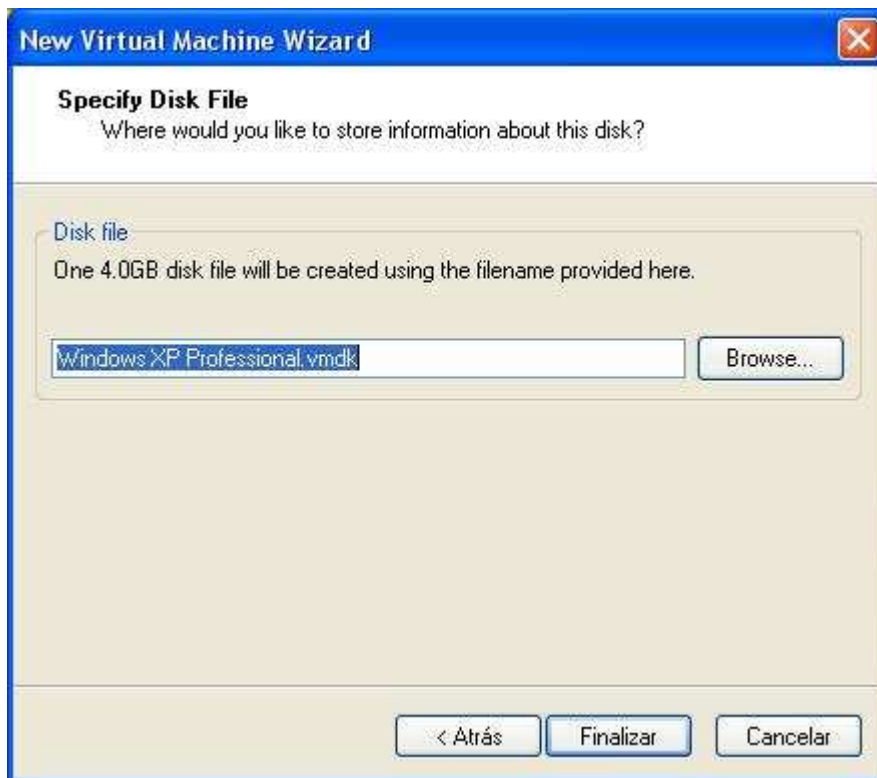 New Virtual Machine Wizard
Specify Disk File
Where would you like to store information about this disk?
Disk file
One 4.0GB disk file will be created using the filename provided here.
Windows XP Professional.vmdk
Browse...
< Atrás
Finalizar
Cancelar